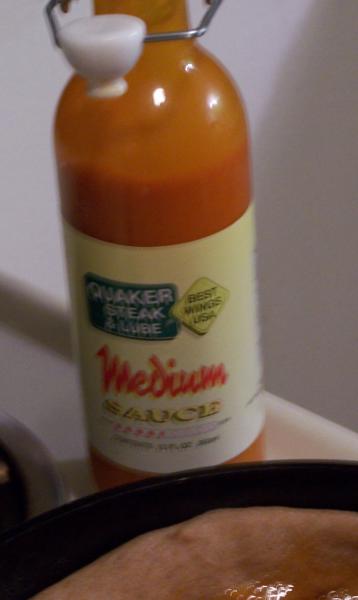 QUAKER
STEAK
& LUBE
BEST
WINGS
USA
Medium
SAUCE